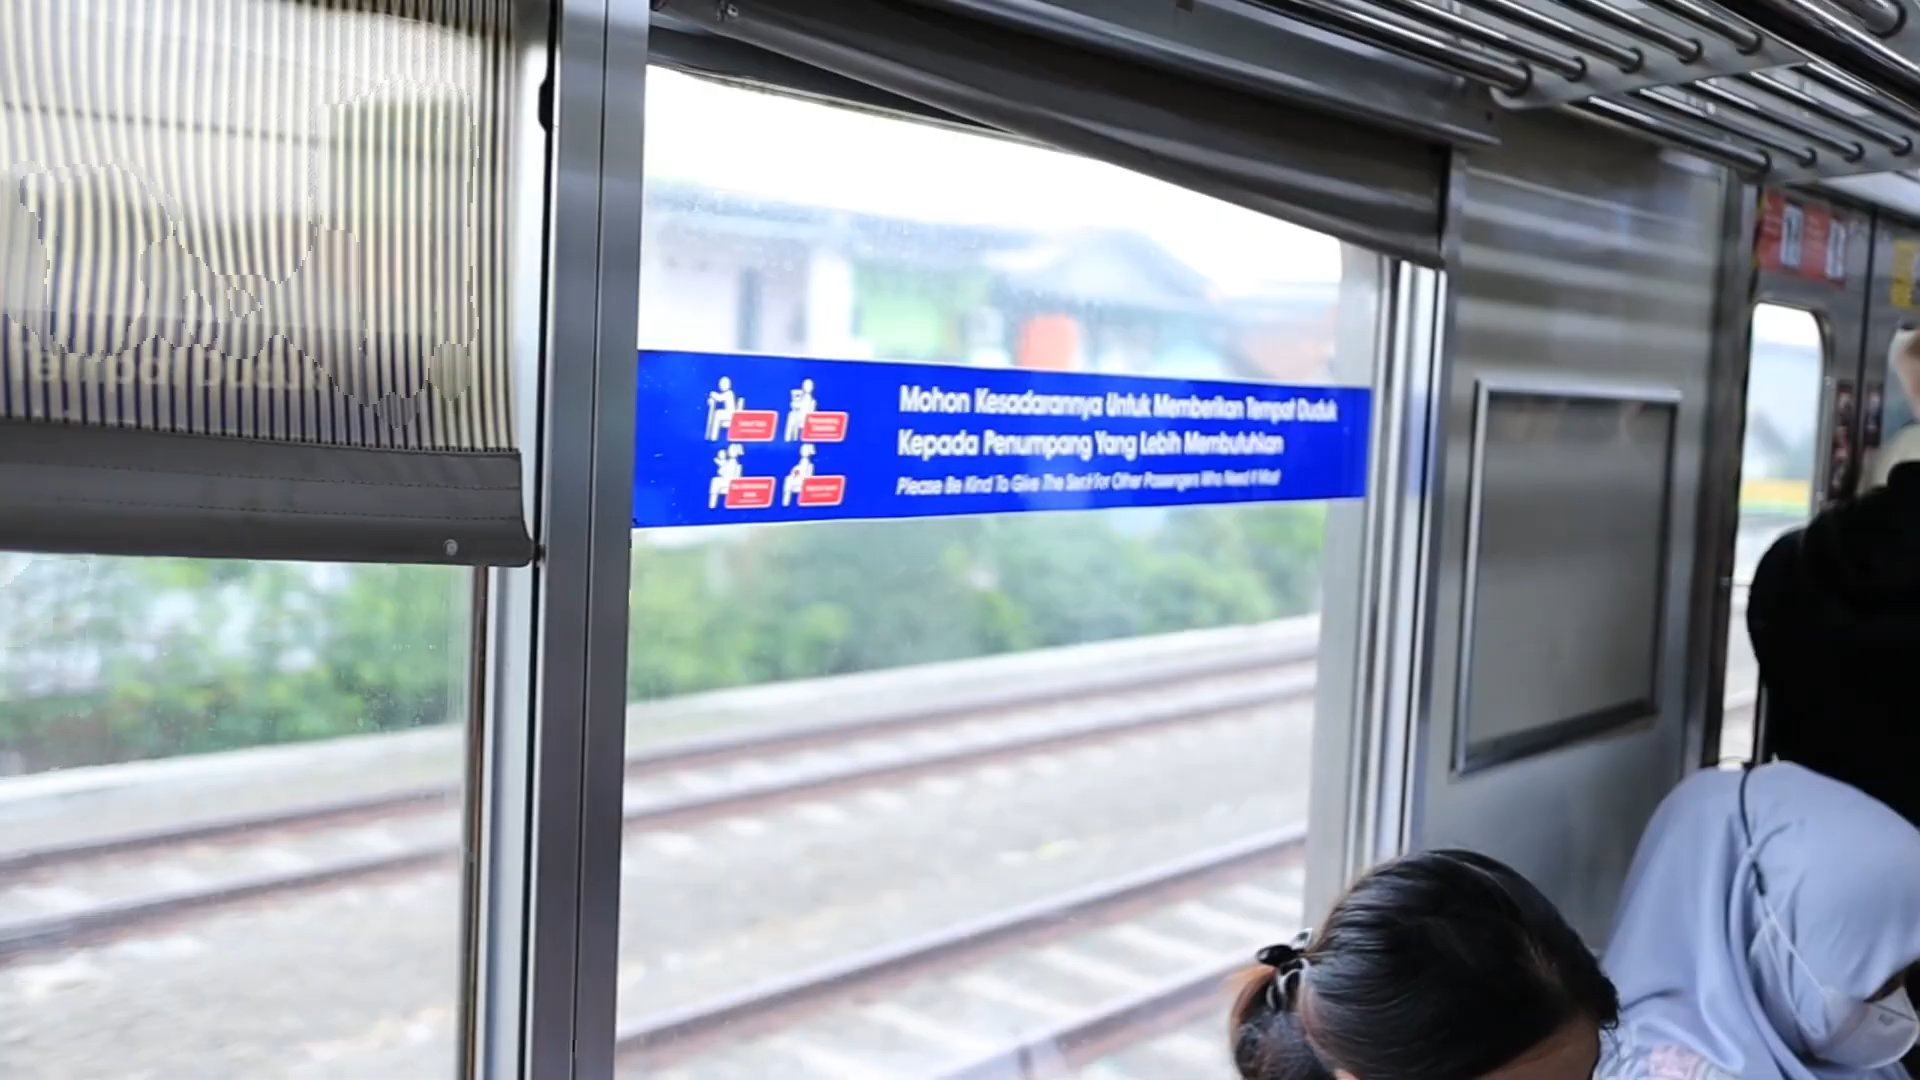 Mohon Kesadarannya Untuk Memberikan Tempat Duduk
Kepada Penumpang Yang Lebih Membutuhkan
Please Be Kind To Give The Seat For Other Passengers Who Need It Most